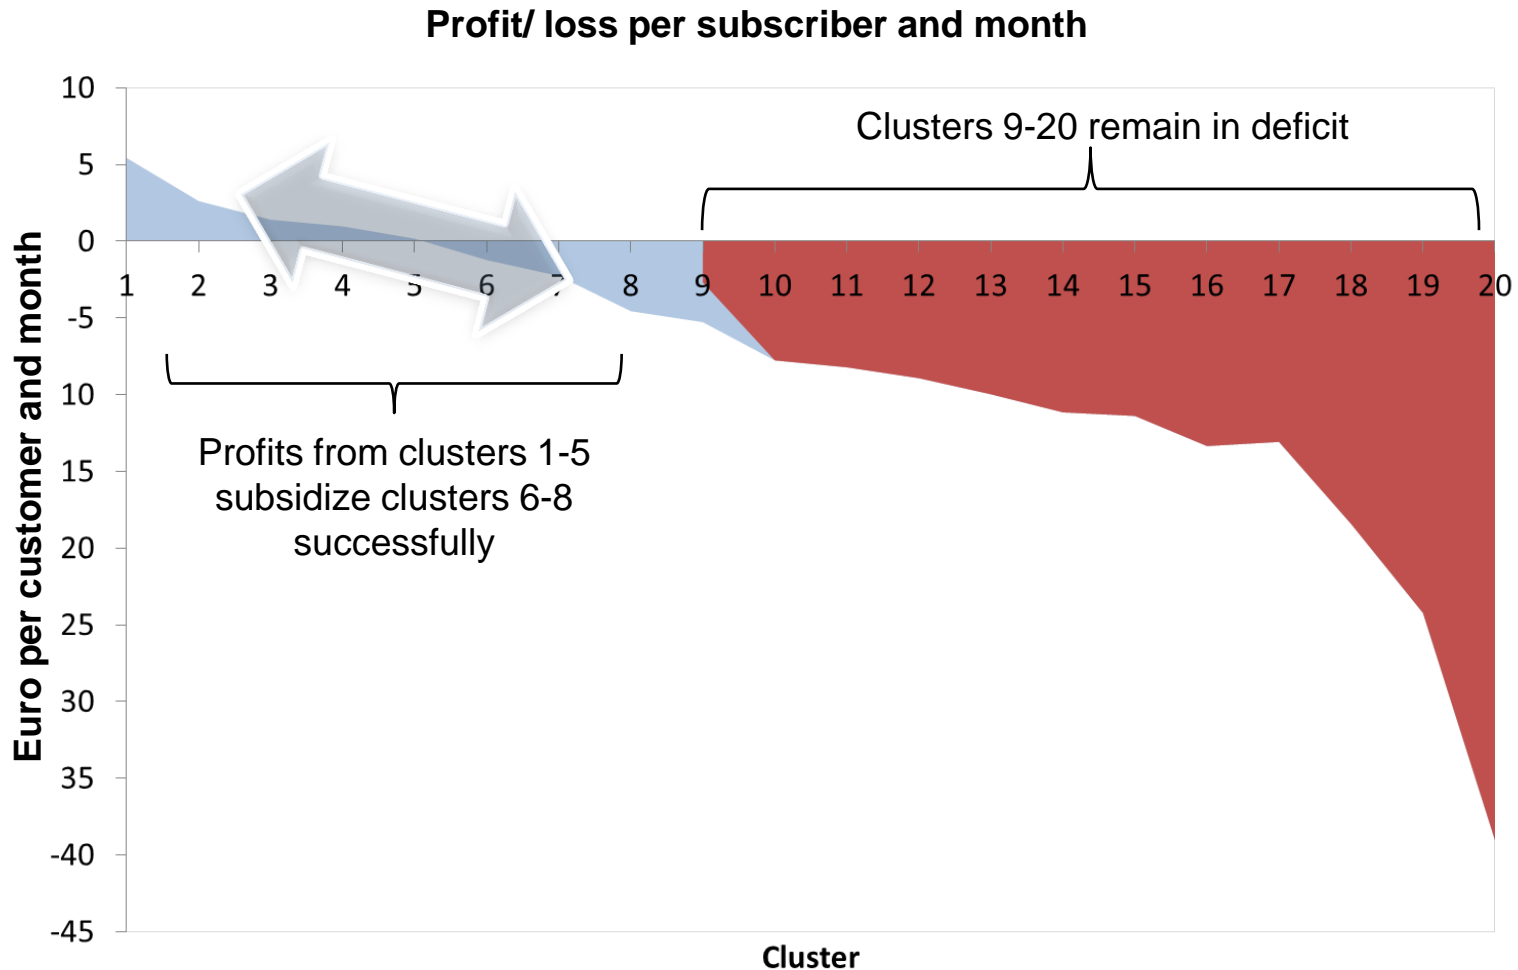 Profit/ loss per subscriber and month
10
5
0
-5
10
15
20
25
30
35
-40
-45
Euro per customer and month
Clusters 9-20 remain in deficit
1 2 3 4 5 6 7 8 9 10 11 12 13 14 15 16 17 18 19 20
Profits from clusters 1-5
subsidize clusters 6-8
successfully
Cluster